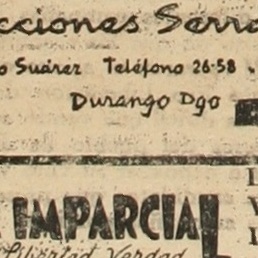 cciones Serra
o Suárez Teléfono 26-58
Durango Dgo
IMPARCIAL
Libertad Verdad